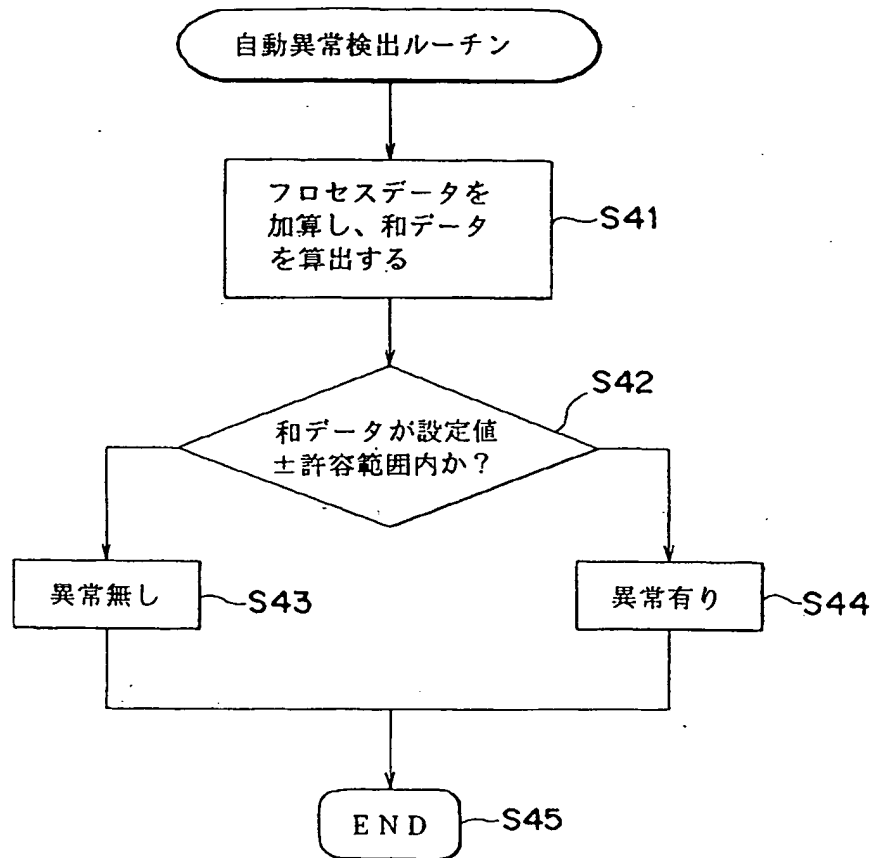 自動異常検出ルーチン
フロセスデータを
加算し、和データ
を算出する
S41
S42
和データが設定値
±許容範囲内か？
異常無し
S43
異常有り
S44
END
S45